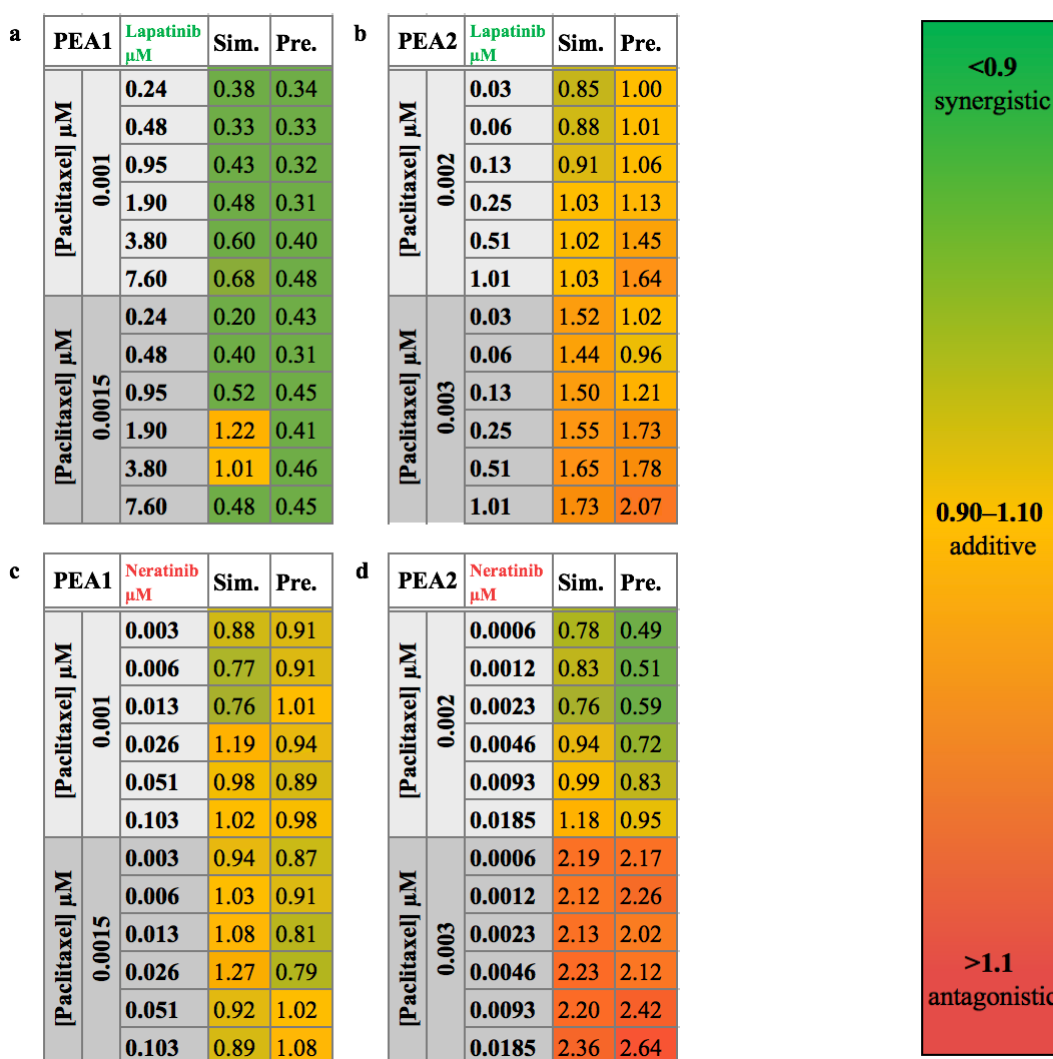 a
PEA1 Lapatinib µM Sim. Pre.
[Paclitaxel] µM
0.001
0.24 0.38 0.34
0.48 0.33 0.33
0.95 0.43 0.32
1.90 0.48 0.31
3.80 0.60 0.40
7.60 0.68 0.48
[Paclitaxel] µM
0.0015
0.24 0.20 0.43
0.48 0.40 0.31
0.95 0.52 0.45
1.90 1.22 0.41
3.80 1.01 0.46
7.60 0.48 0.45
b
PEA2 Lapatinib µM Sim. Pre.
[Paclitaxel] µM
0.002
0.03 0.85 1.00
0.06 0.88 1.01
0.13 0.91 1.06
0.25 1.03 1.13
0.51 1.02 1.45
1.01 1.03 1.64
[Paclitaxel] µM
0.003
0.03 1.52 1.02
0.06 1.44 0.96
0.13 1.50 1.21
0.25 1.55 1.73
0.51 1.65 1.78
1.01 1.73 2.07
c
PEA1 Neratinib µM Sim. Pre.
[Paclitaxel] µM
0.001
0.003 0.88 0.91
0.006 0.77 0.91
0.013 0.76 1.01
0.026 1.19 0.94
0.051 0.98 0.89
0.103 1.02 0.98
[Paclitaxel] µM
0.0015
0.003 0.94 0.87
0.006 1.03 0.91
0.013 1.08 0.81
0.026 1.27 0.79
0.051 0.92 1.02
0.103 0.89 1.08
d
PEA2 Neratinib µM Sim. Pre.
[Paclitaxel] µM
0.002
0.0006 0.78 0.49
0.0012 0.83 0.51
0.0023 0.76 0.59
0.0046 0.94 0.72
0.0093 0.99 0.83
0.0185 1.18 0.95
[Paclitaxel] µM
0.003
0.0006 2.19 2.17
0.0012 2.12 2.26
0.0023 2.13 2.02
0.0046 2.23 2.12
0.0093 2.20 2.42
0.0185 2.36 2.64
<0.9
synergistic
0.90–1.10
additive
>1.1
antagonistic